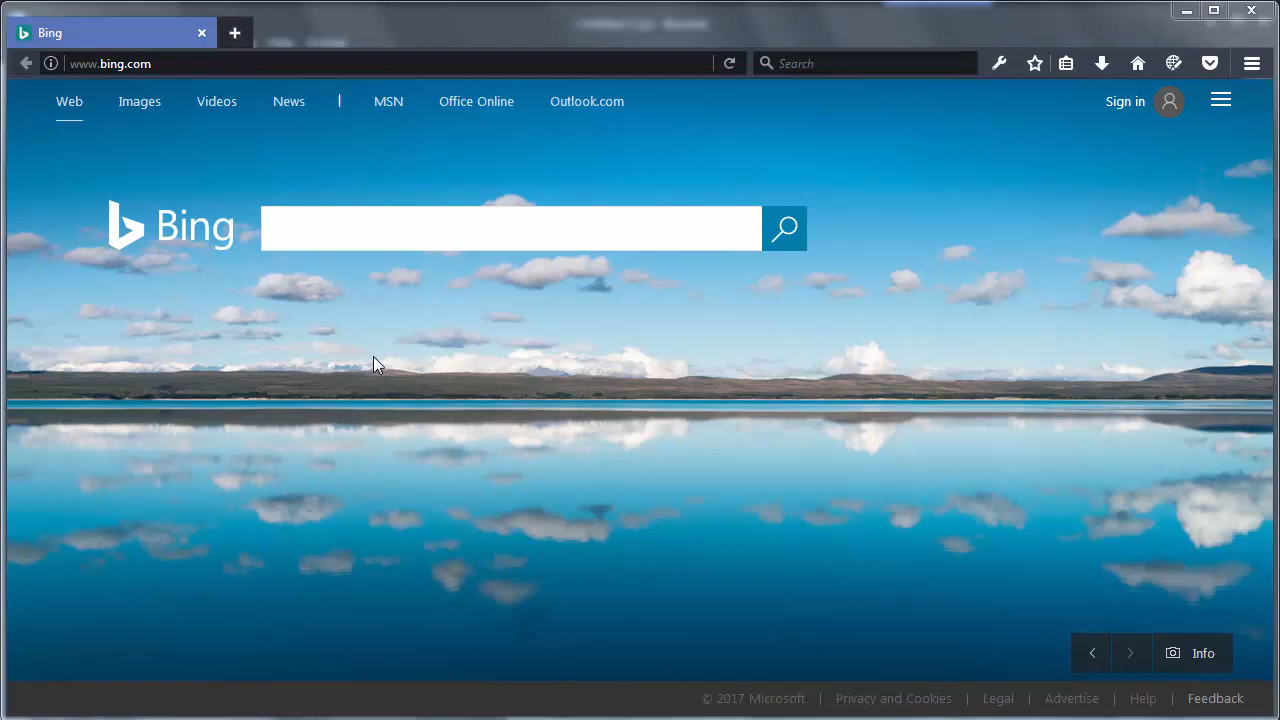 Bing
www.bing.com
Search
Web Images Videos News | MSN Office Online Outlook.com
Sign in
Bing
Info
© 2017 Microsoft | Privacy and Cookies | Legal | Advertise | Help | Feedback